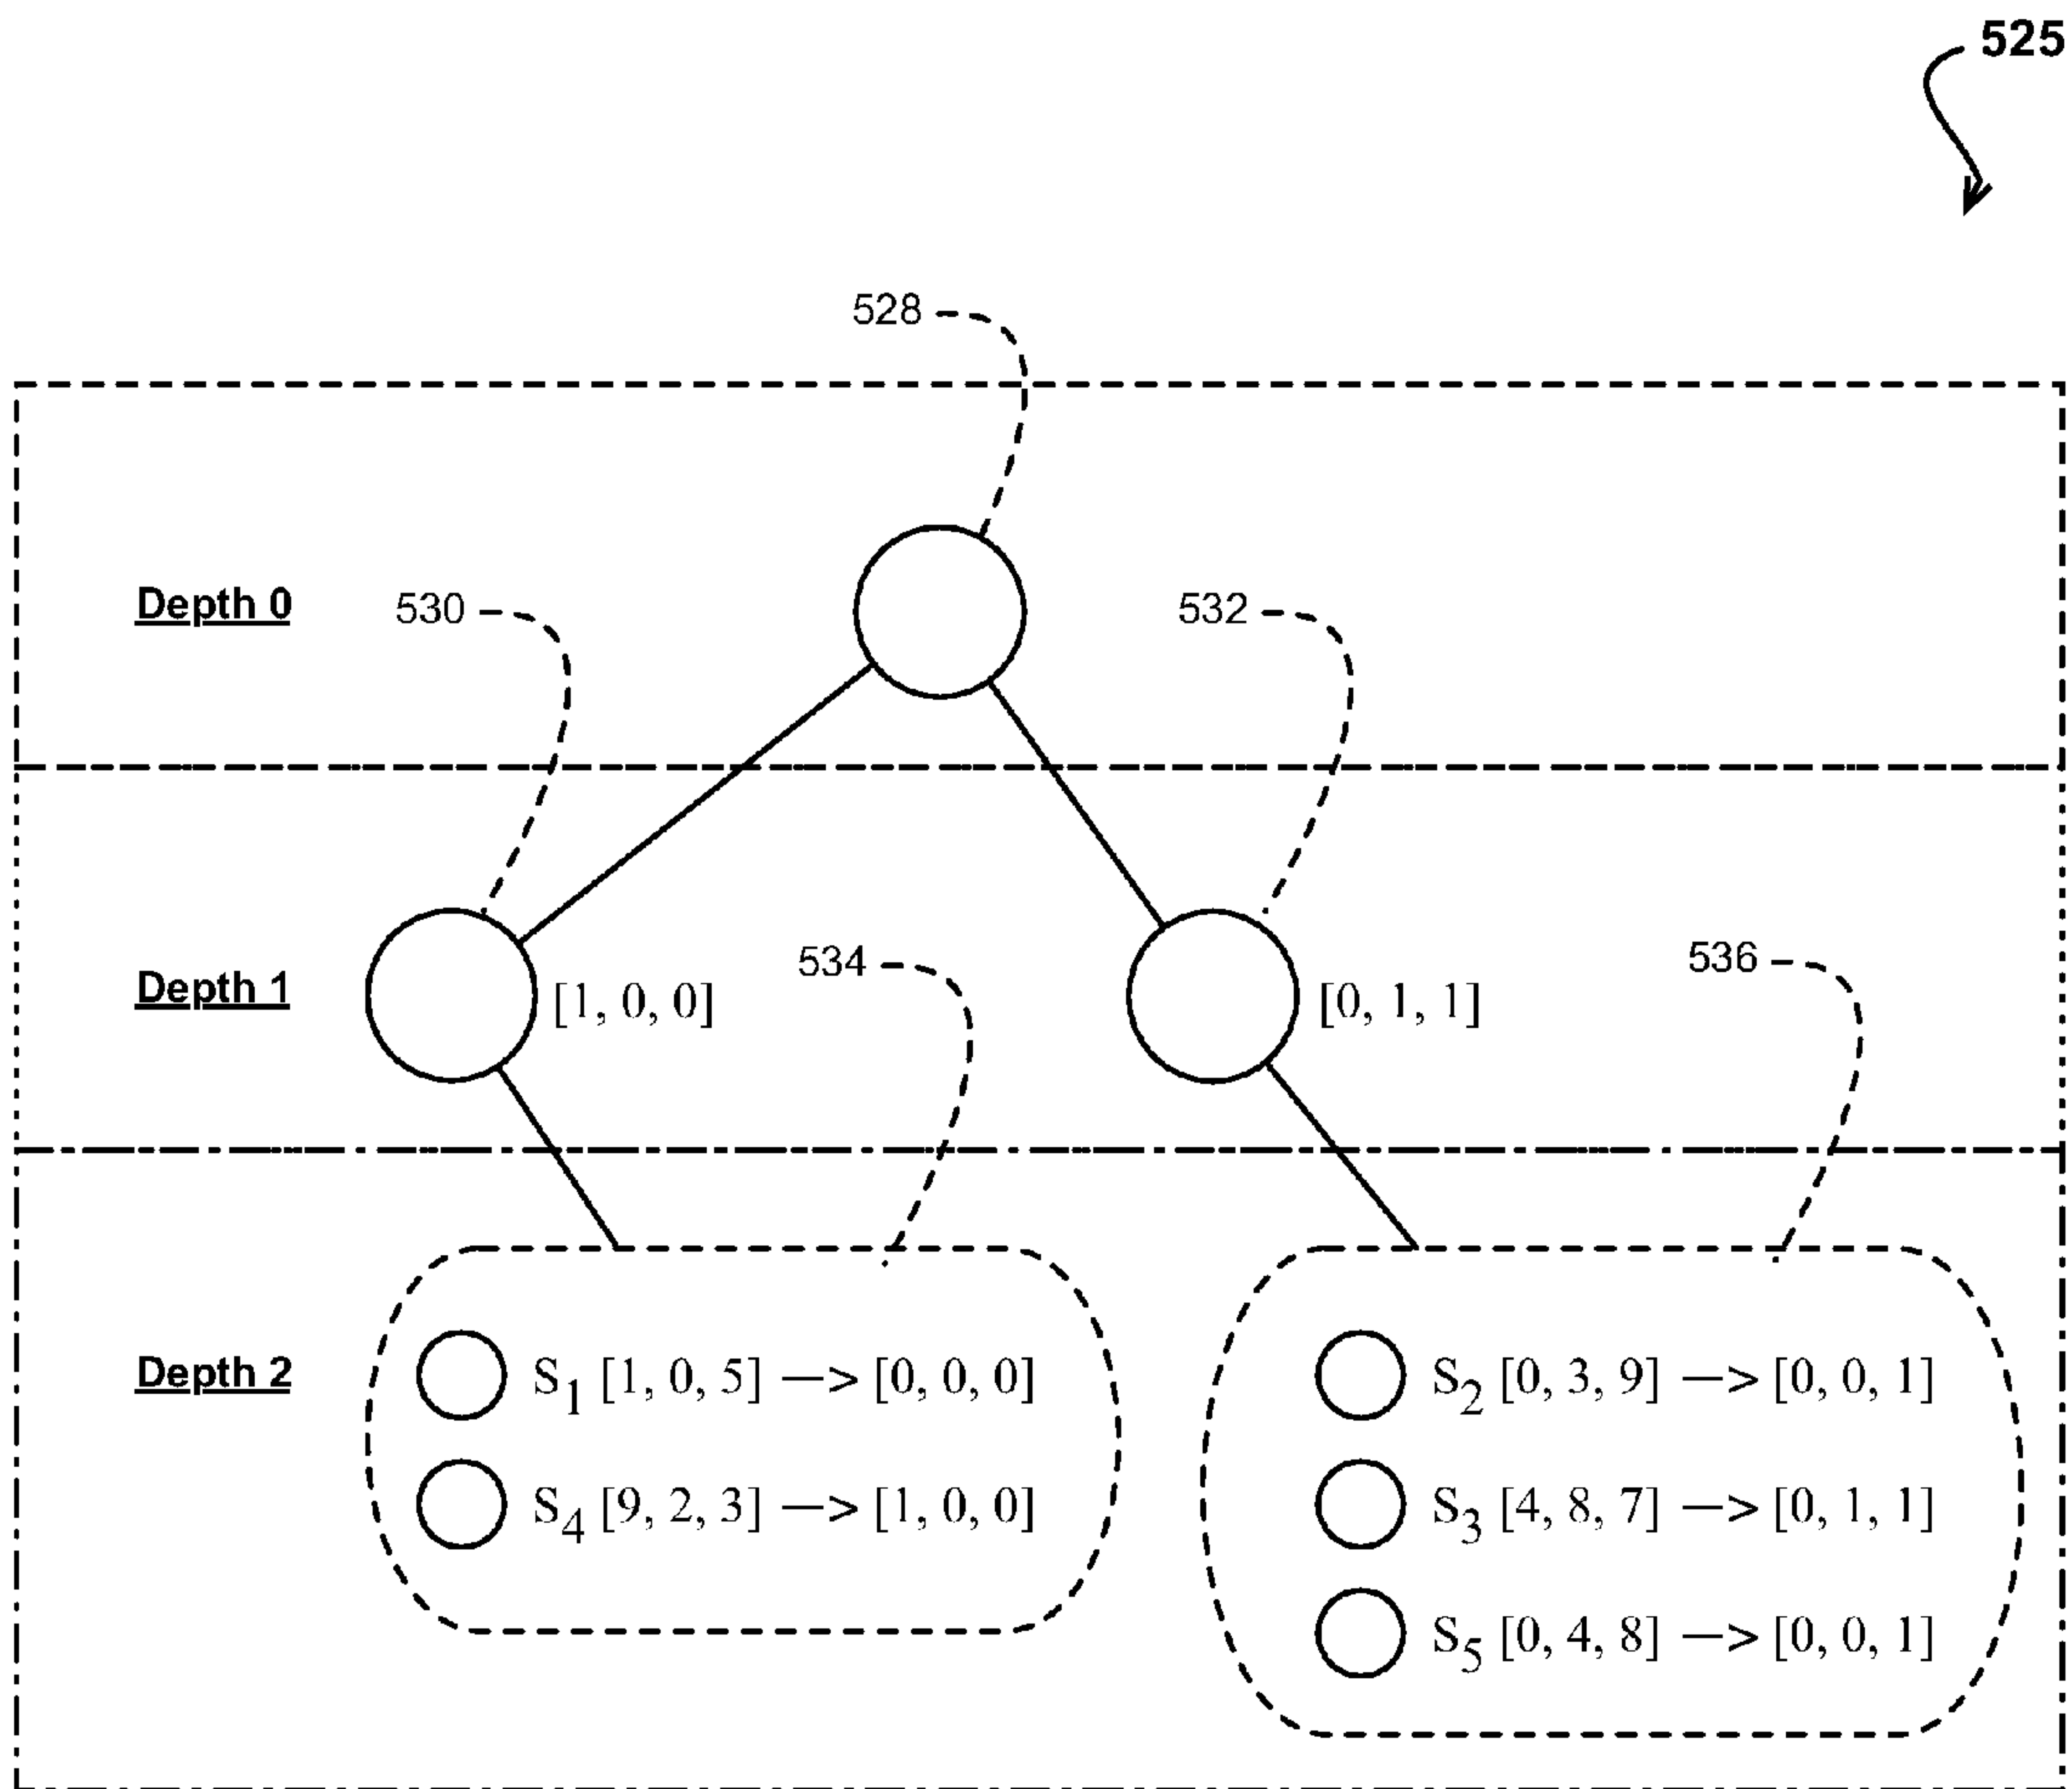 525
528
Depth 0
530
532
Depth 1
[1, 0, 0]
534
[0, 1, 1]
536
Depth 2
S1 [1, 0, 5] —> [0, 0, 0]
S4 [9, 2, 3] —> [1, 0, 0]
S2 [0, 3, 9] —> [0, 0, 1]
S3 [4, 8, 7] —> [0, 1, 1]
S5 [0, 4, 8] —> [0, 0, 1]